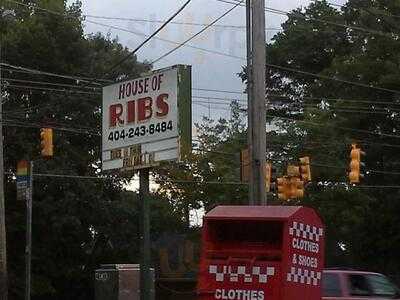 HOUSE OF
RIBS
404-243-8484
CLOTHES
& SHOES
CLOTHES